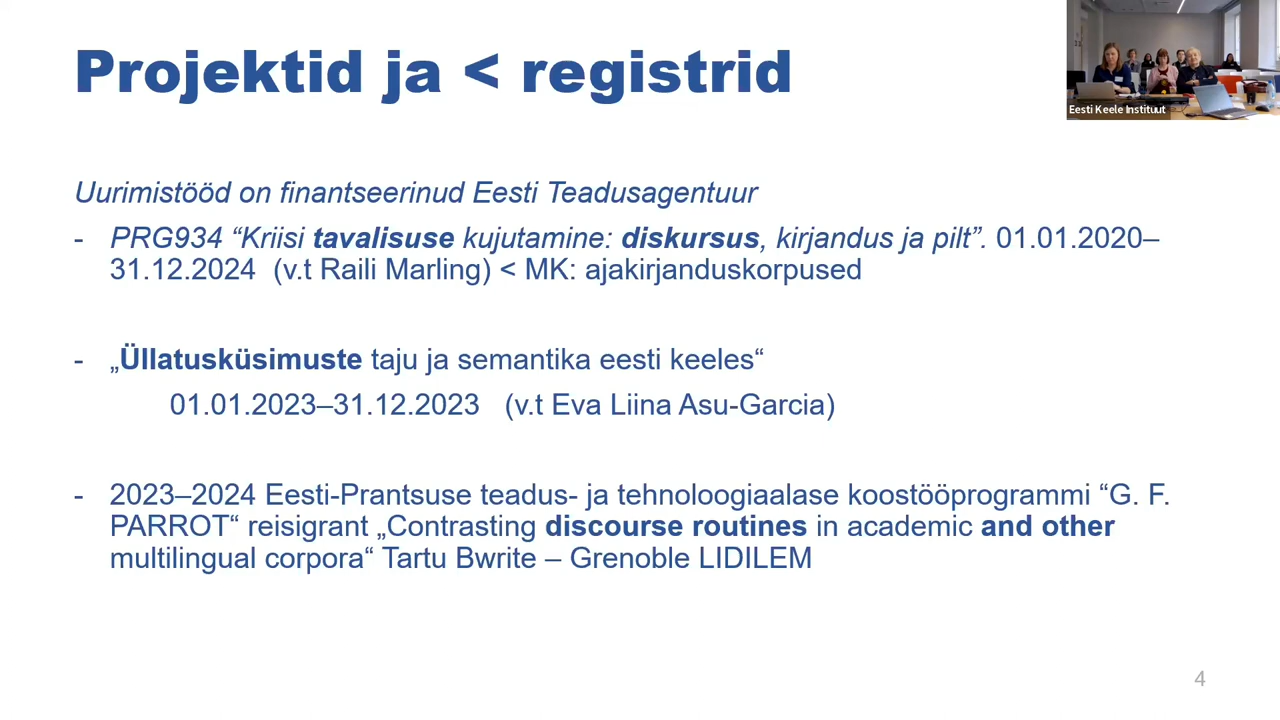 Projektid ja < registrid
Eesti Keele Instituut
Uurimistööd on finantseerinud Eesti Teadusagentuur
- PRG934 “Kriisi tavalisuse kujutamine: diskursus, kirjandus ja pilt”. 01.01.2020–
31.12.2024 (v.t Raili Marling) < MK: ajakirjanduskorpused
- „Üllatusküsimuste taju ja semantika eesti keeles“
01.01.2023–31.12.2023 (v.t Eva Liina Asu-Garcia)
- 2023–2024 Eesti-Prantsuse teadus- ja tehnoloogiaalase koostööprogrammi “G. F.
PARROT“ reisigrant „Contrasting discourse routines in academic and other
multilingual corpora“ Tartu Bwrite – Grenoble LIDILEM
4